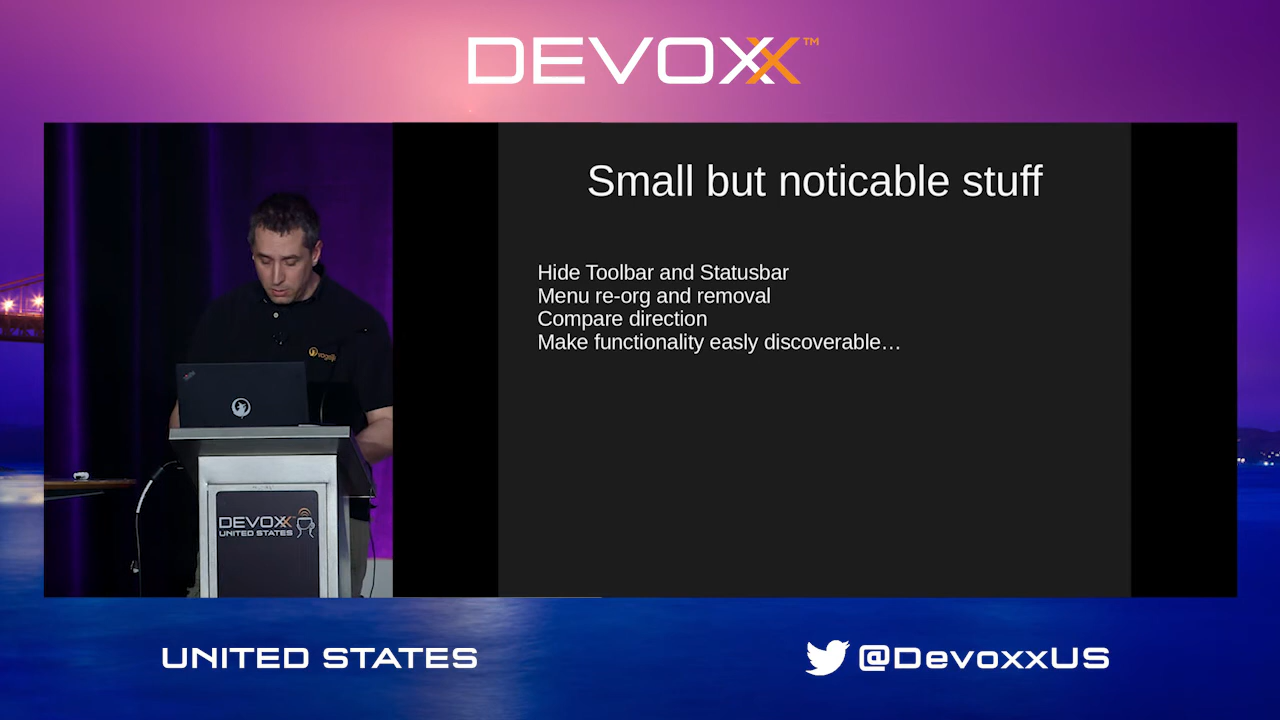 DEVOXX™
Small but noticable stuff
Hide Toolbar and Statusbar
Menu re-org and removal
Compare direction
Make functionality easly discoverable…
DEVOXX
UNITED STATES
UNITED STATES
@DevoxxUS